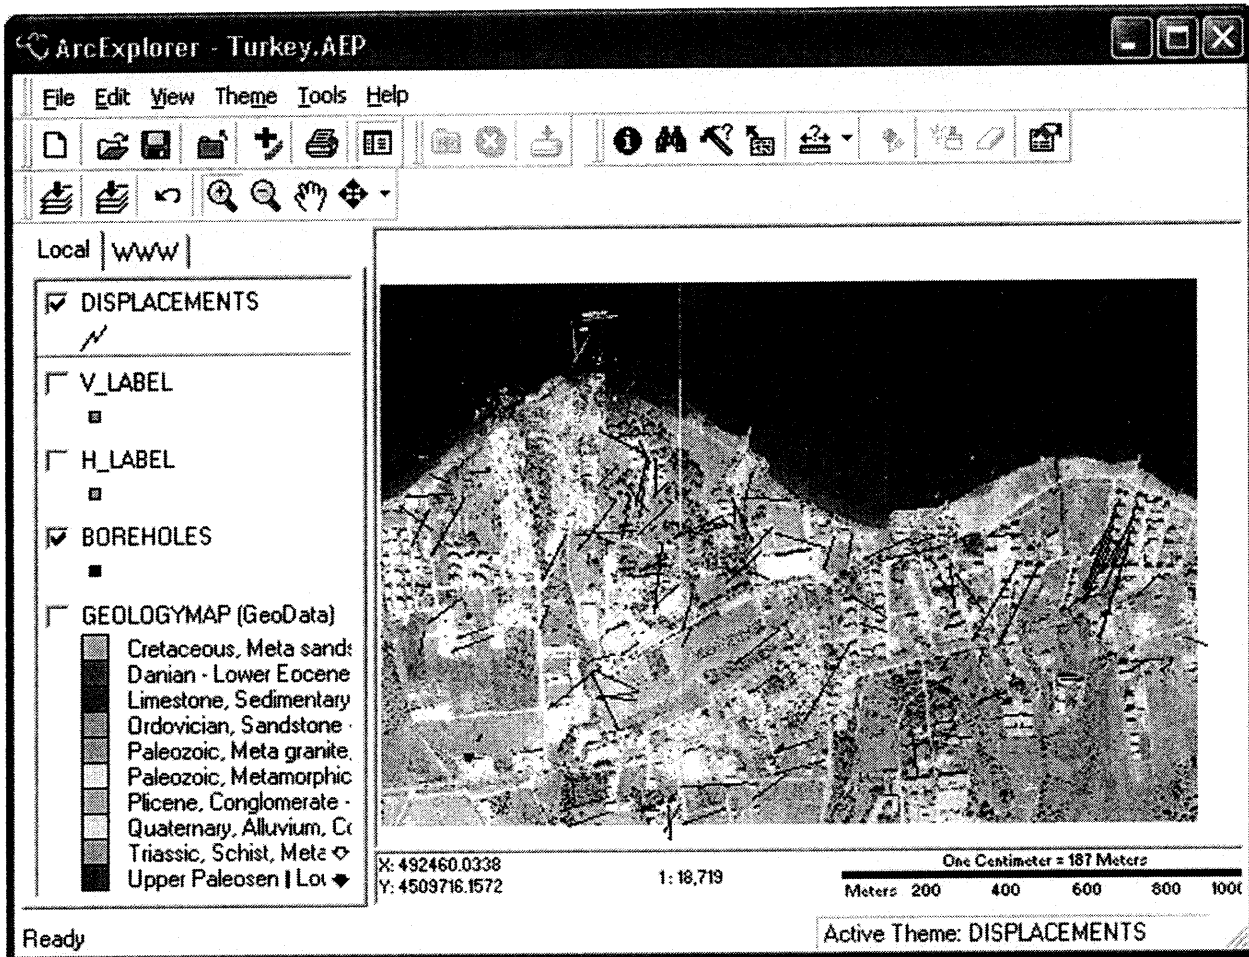 ArcExplorer - Turkey.AEP
File Edit View Theme Tools Help
Local WWW
DISPLACEMENTS
V_LABEL
H_LABEL
BOREHOLES
GEOLOGYMAP (GeoData)
Cretaceous, Meta sands
Danian - Lower Eocene
Limestone, Sedimentary
Ordovician, Sandstone -
Paleozoic, Meta granite,
Paleozoic, Metamorphic
Plicene, Conglomerate -
Quaternary, Alluvium, Co
Triassic, Schist, Meta
Upper Paleosen | Lou
X: 492460.0338
Y: 4509716.1572
1: 18,719
One Centimeter = 187 Meters
Meters 200 400 600 800 1000
Ready
Active Theme: DISPLACEMENTS